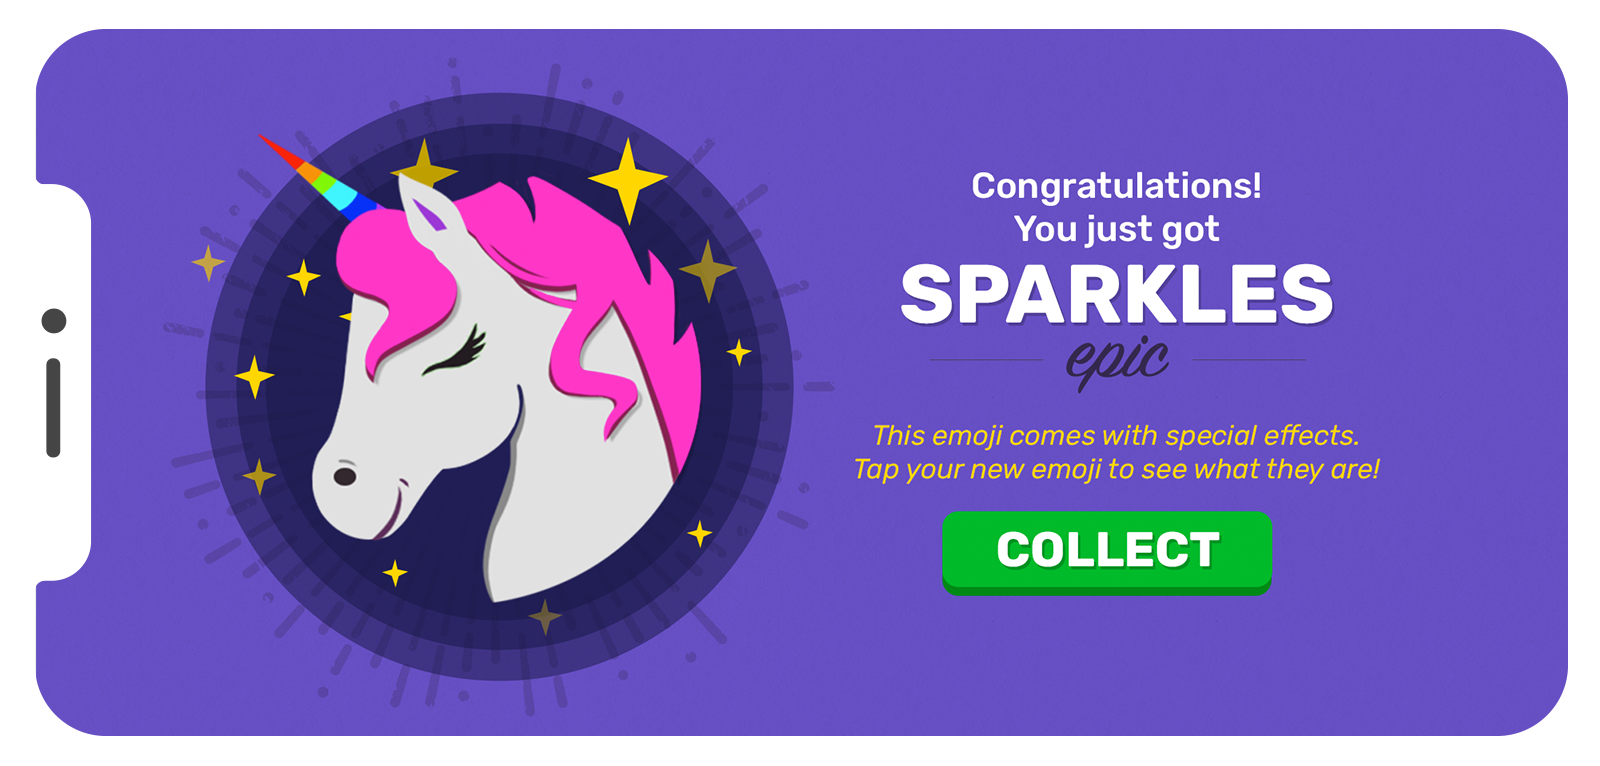 Congratulations!
You just got
SPARKLES
epic
This emoji comes with special effects.
Tap your new emoji to see what they are!
COLLECT